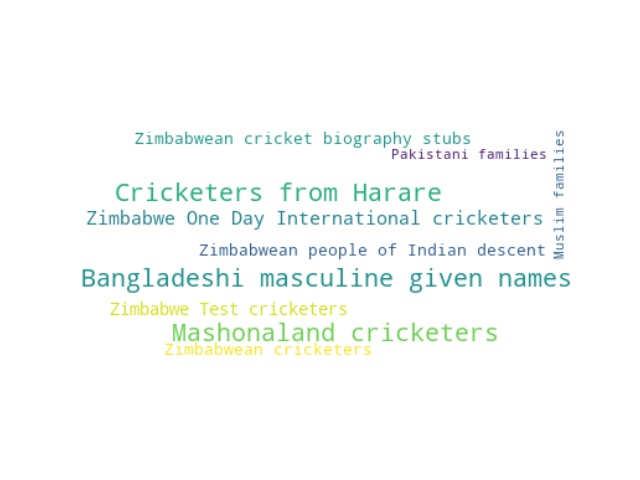 Zimbabwean cricket biography stubs
Pakistani families
Muslim families
Cricketers from Harare
Zimbabwe One Day International cricketers
Zimbabwean people of Indian descent
Bangladeshi masculine given names
Zimbabwe Test cricketers
Mashonaland cricketers
Zimbabwean cricketers